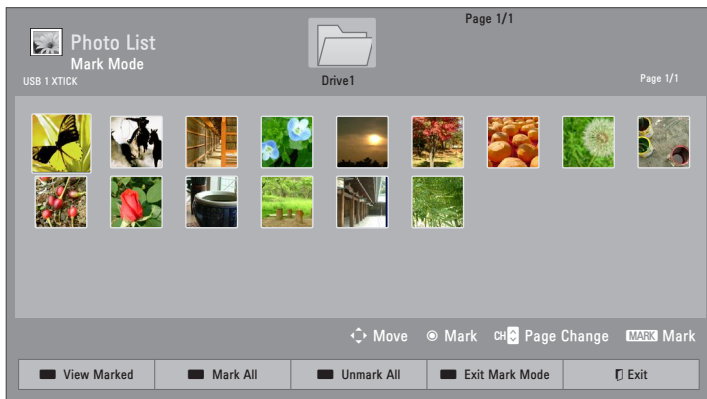 Page 1/1
Photo List
Mark Mode
USB 1 XTICK
Drive1
Page 1/1
Move Mark CH Page Change MARK Mark
View Marked Mark All Unmark All Exit Mark Mode Exit